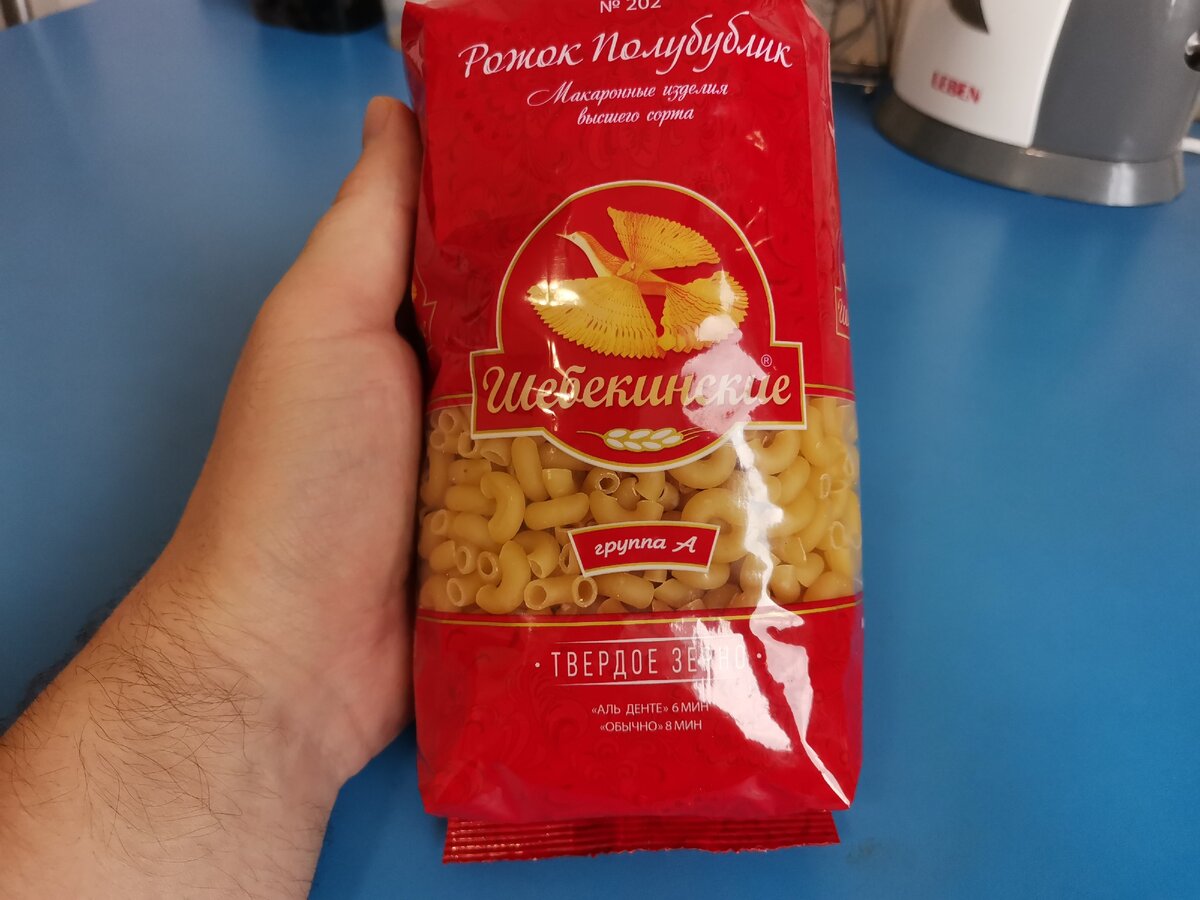 № 202
Рожок Полубублик
Макаронные изделия
высшего сорта
LEBEN
Шебекинские
®
группа А
· ТВЕРДОЕ ЗЕРНО ·
«АЛЬ ДЕНТЕ» 6 МИН
«ОБЫЧНО» 8 МИН